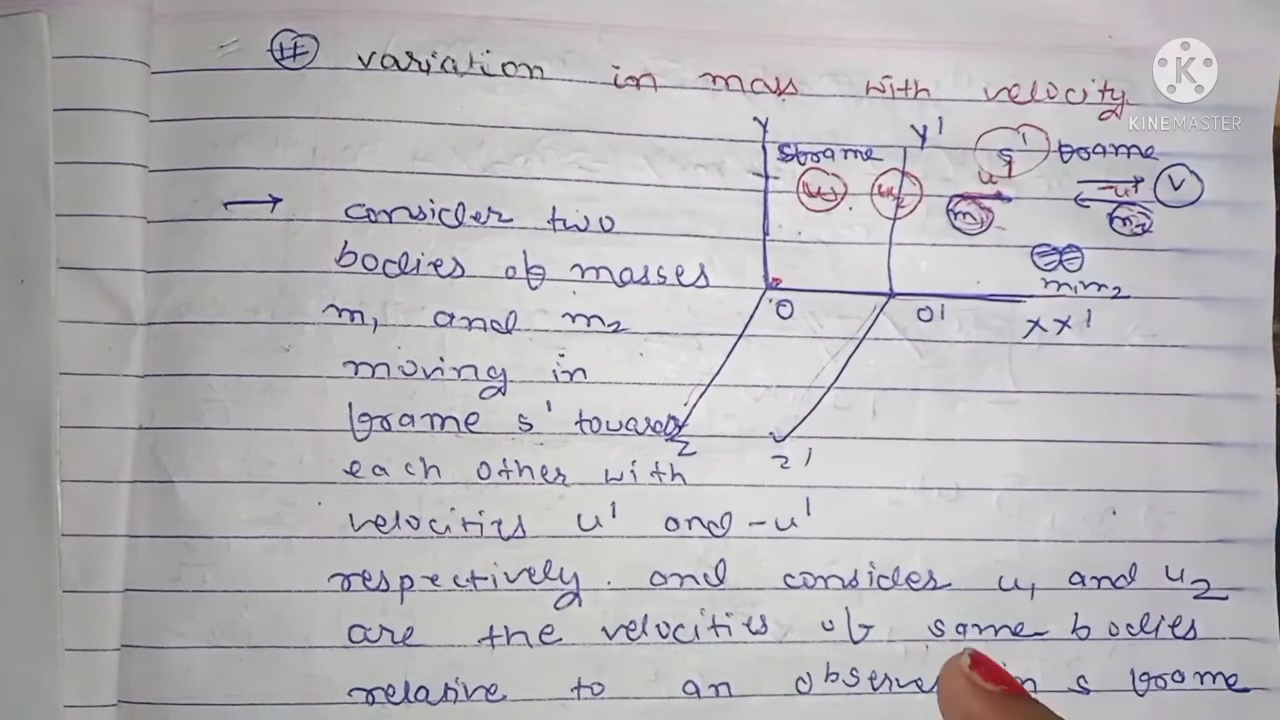 # variation in mass with velocity
K
KINEMASTER
Y Y'
S frame S' frame
u1 u2 u' -u' V
m1 m2
m1m2
O O' X X'
→ consider two
bodies of masses
m1 and m2
moving in
frame s' towards
Z Z'
each other with
velocities u' and -u'
respectively. and consider u1 and u2
are the velocities of same bodies
relative to an observer in s frame